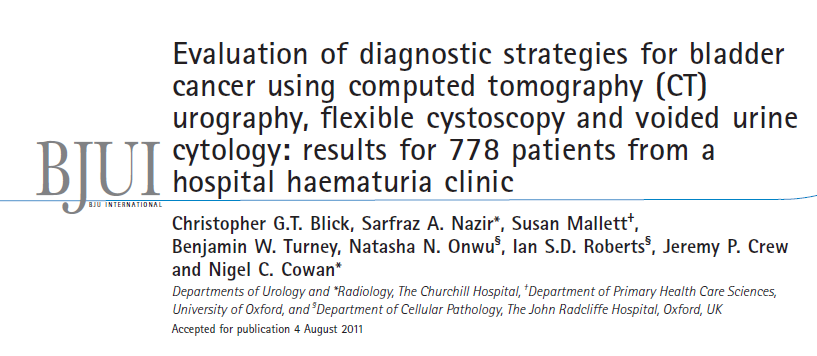 Evaluation of diagnostic strategies for bladder
cancer using computed tomography (CT)
urography, flexible cystoscopy and voided urine
cytology: results for 778 patients from a
hospital haematuria clinic
BJUI
BJU INTERNATIONAL
Christopher G.T. Blick, Sarfraz A. Nazir*, Susan Mallett†,
Benjamin W. Turney, Natasha N. Onwu§, Ian S.D. Roberts§, Jeremy P. Crew
and Nigel C. Cowan*
Departments of Urology and *Radiology, The Churchill Hospital, †Department of Primary Health Care Sciences,
University of Oxford, and §Department of Cellular Pathology, The John Radcliffe Hospital, Oxford, UK
Accepted for publication 4 August 2011